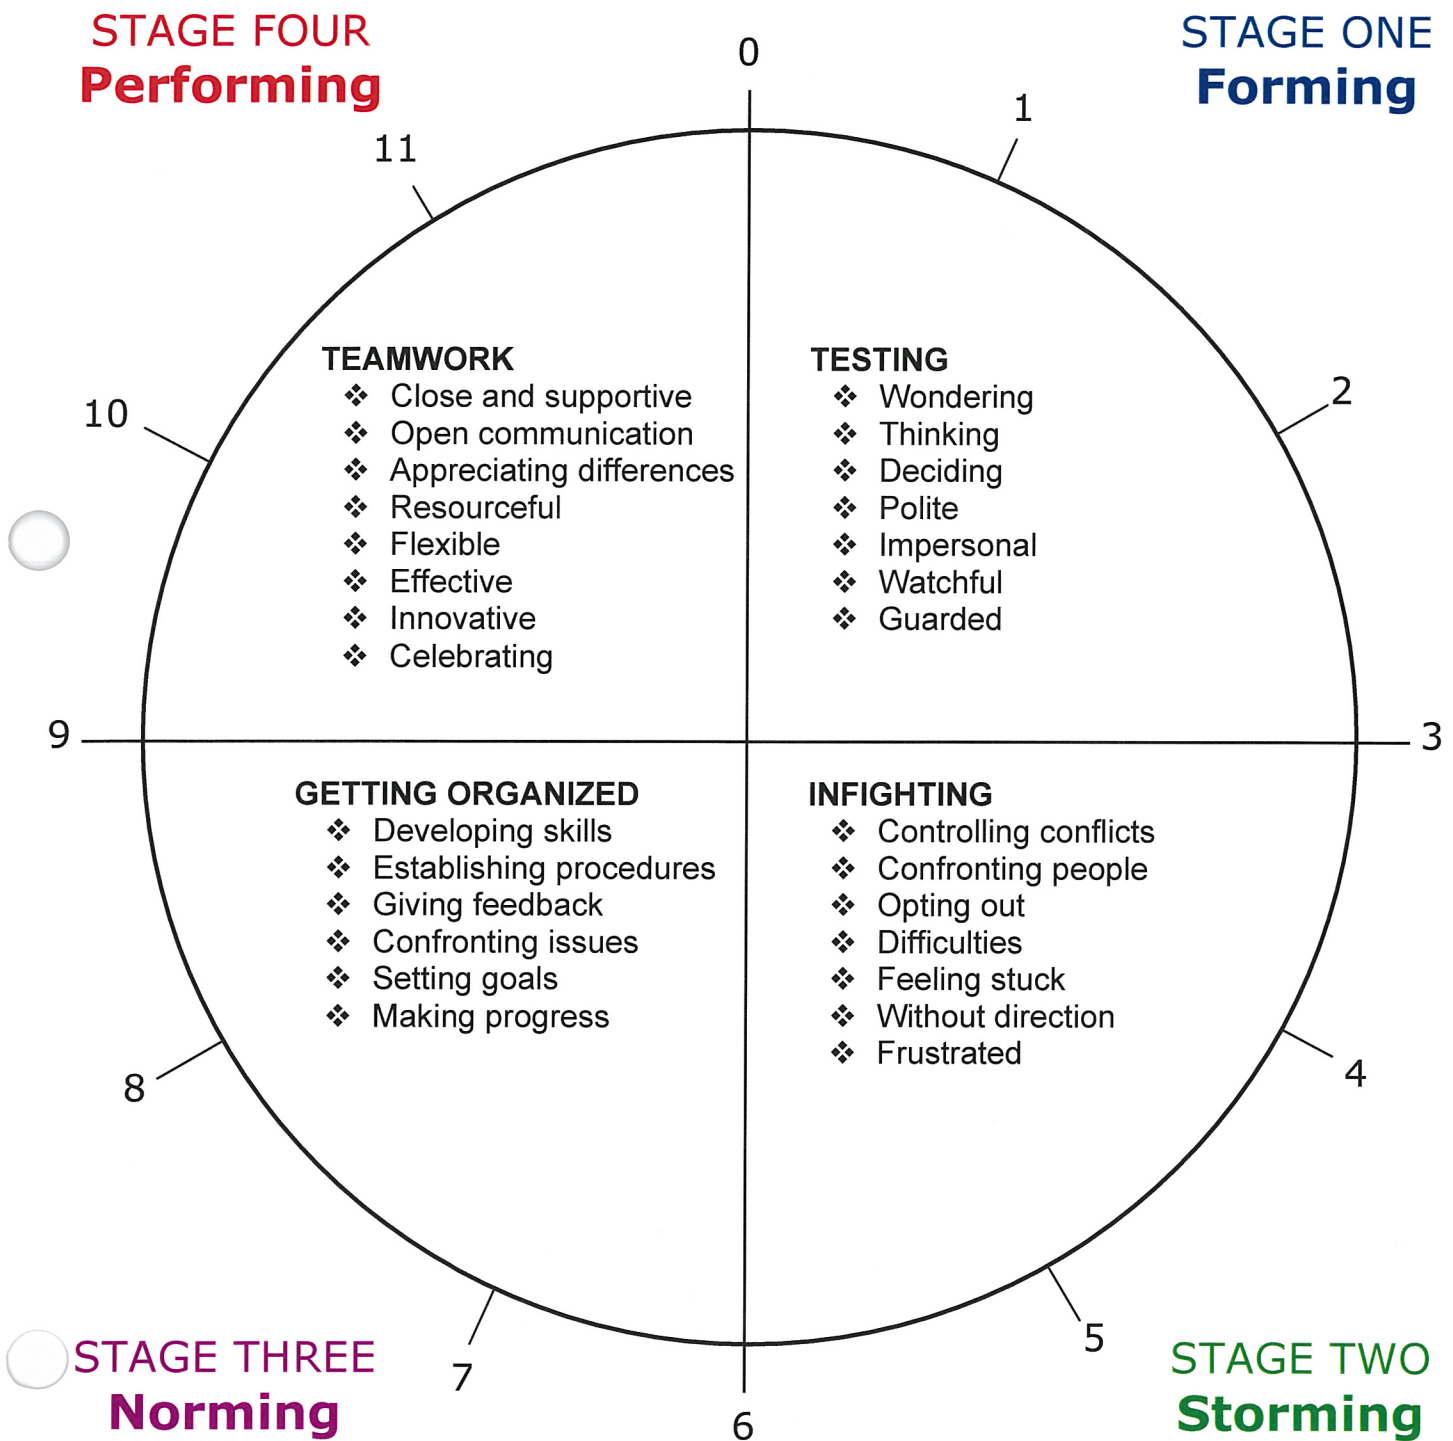 STAGE FOUR
Performing
STAGE ONE
Forming
0
1
11
2
10
TEAMWORK
❖ Close and supportive
❖ Open communication
❖ Appreciating differences
❖ Resourceful
❖ Flexible
❖ Effective
❖ Innovative
❖ Celebrating
TESTING
❖ Wondering
❖ Thinking
❖ Deciding
❖ Polite
❖ Impersonal
❖ Watchful
❖ Guarded
9
3
GETTING ORGANIZED
❖ Developing skills
❖ Establishing procedures
❖ Giving feedback
❖ Confronting issues
❖ Setting goals
❖ Making progress
INFIGHTING
❖ Controlling conflicts
❖ Confronting people
❖ Opting out
❖ Difficulties
❖ Feeling stuck
❖ Without direction
❖ Frustrated
8
4
7
5
6
STAGE THREE
Norming
STAGE TWO
Storming